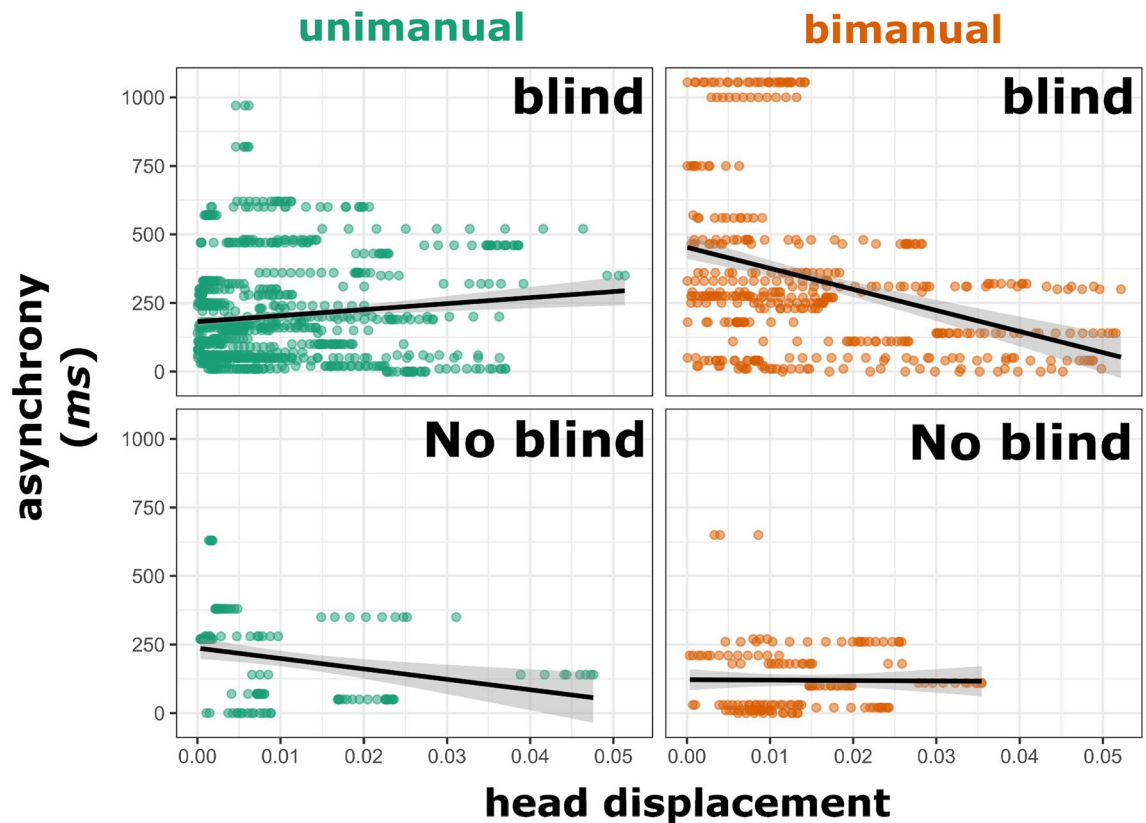 unimanual bimanual
blind blind
1000
750
500
250
0
No blind No blind
1000
750
500
250
0
asynchrony
(ms)
0.00 0.01 0.02 0.03 0.04 0.05 0.00 0.01 0.02 0.03 0.04 0.05
head displacement